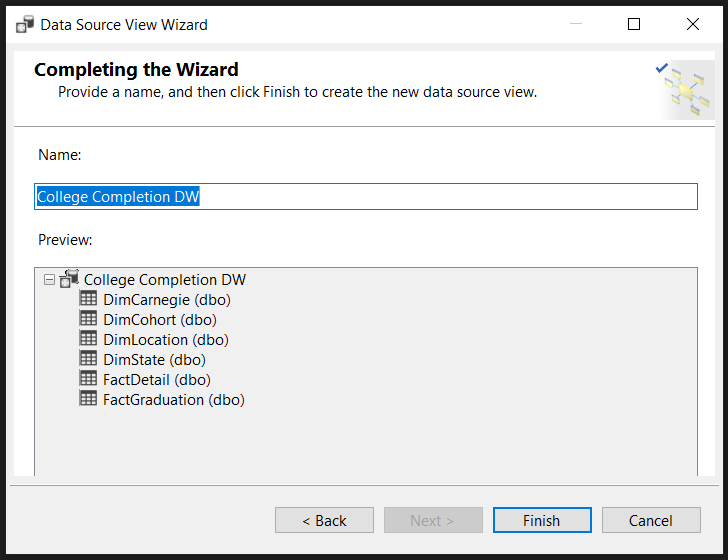 Data Source View Wizard
Completing the Wizard
Provide a name, and then click Finish to create the new data source view.
Name:
College Completion DW
Preview:
College Completion DW
DimCarnegie (dbo)
DimCohort (dbo)
DimLocation (dbo)
DimState (dbo)
FactDetail (dbo)
FactGraduation (dbo)
< Back Next > Finish Cancel